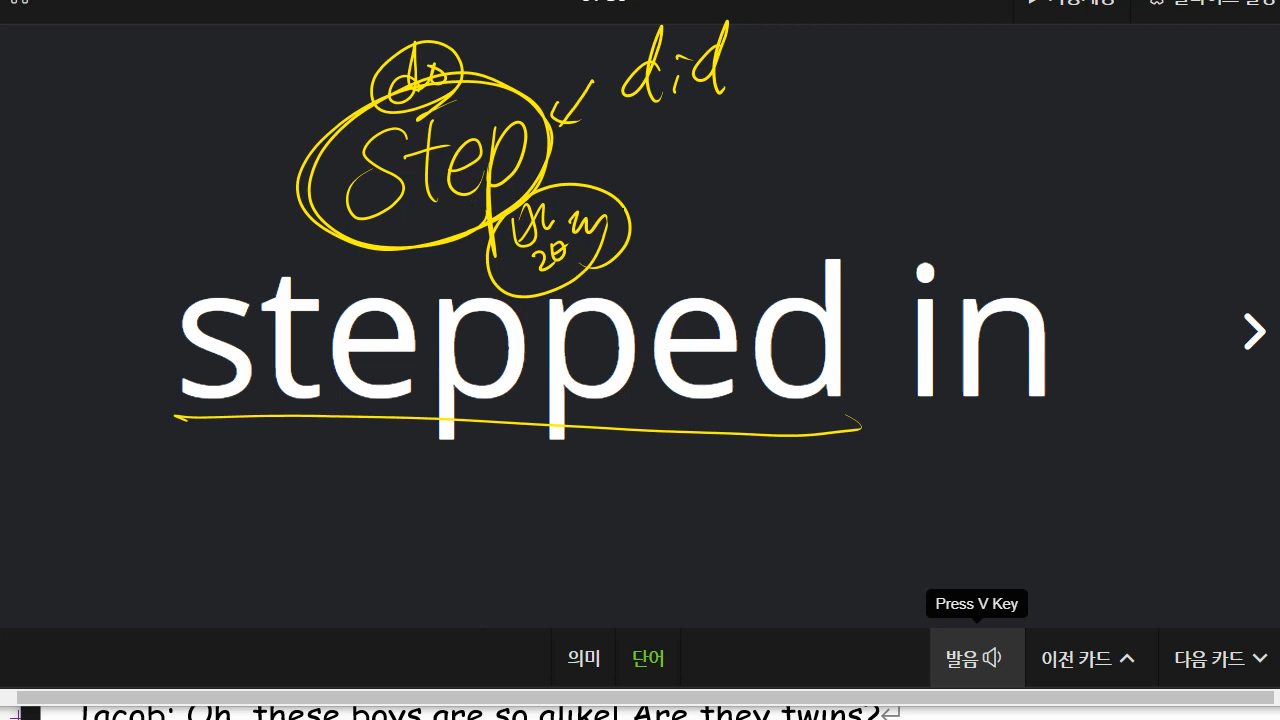 do
did
step
stepped in
Press V Key
의미
단어
발음
이전 카드
다음 카드
Jacob: Oh, these boys are so alike! Are they twins?